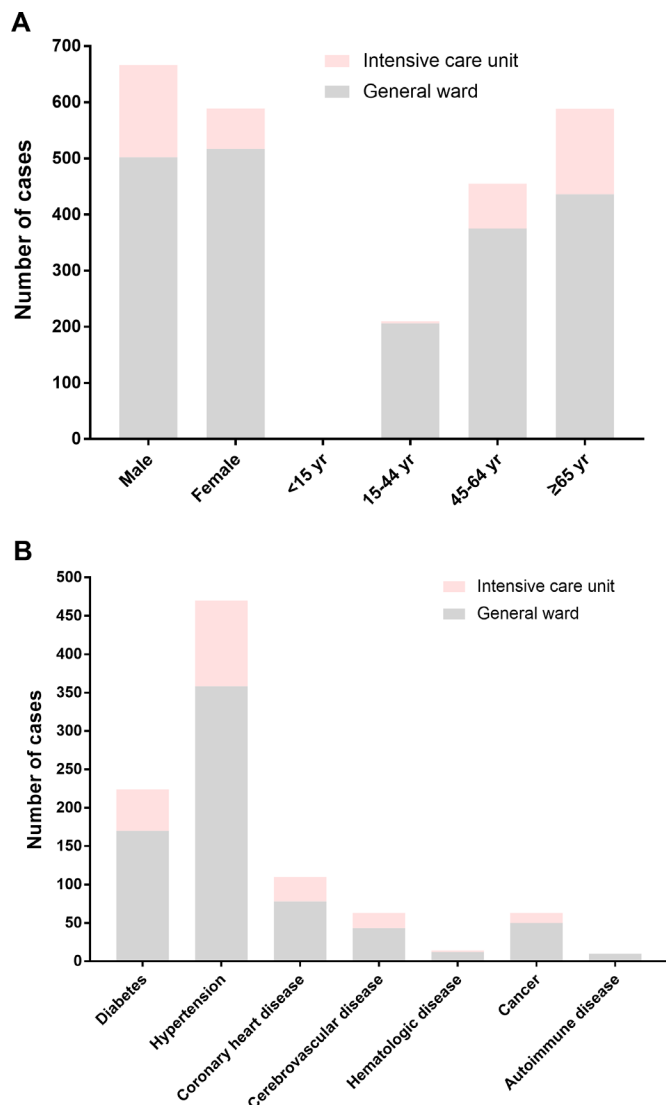 A
700
600
500
400
300
200
100
0
Number of cases
Intensive care unit
General ward
Male
Female
<15 yr
15-44 yr
45-64 yr
≥65 yr
B
500
450
400
350
300
250
200
150
100
50
0
Number of cases
Intensive care unit
General ward
Diabetes
Hypertension
Coronary heart disease
Cerebrovascular disease
Hematologic disease
Cancer
Autoimmune disease